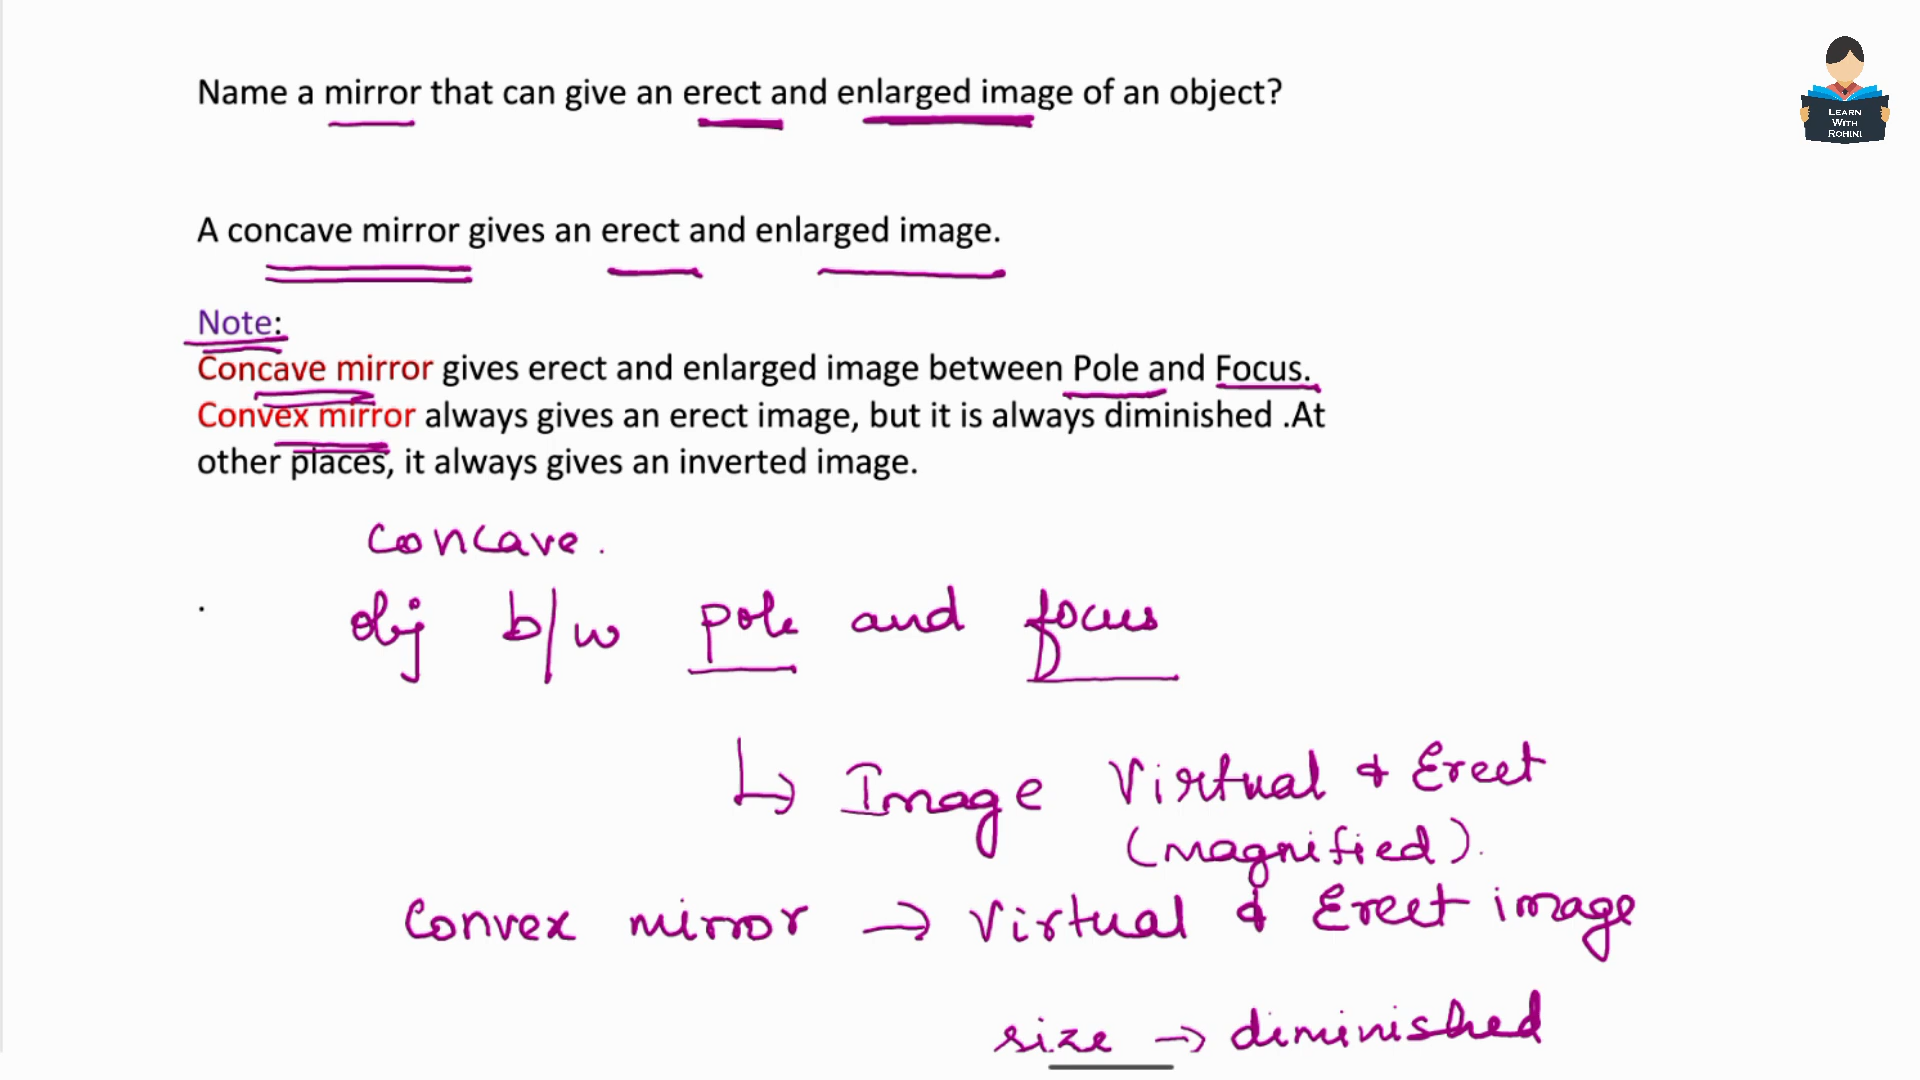 Name a mirror that can give an erect and enlarged image of an object?
LEARN
WITH
ROHINI
A concave mirror gives an erect and enlarged image.
Note:
Concave mirror gives erect and enlarged image between Pole and Focus.
Convex mirror always gives an erect image, but it is always diminished .At
other places, it always gives an inverted image.
Concave.
obj b/w pole and focus
↳ Image Virtual & Erect
(magnified).
Convex mirror → Virtual & Erect image
size → diminished